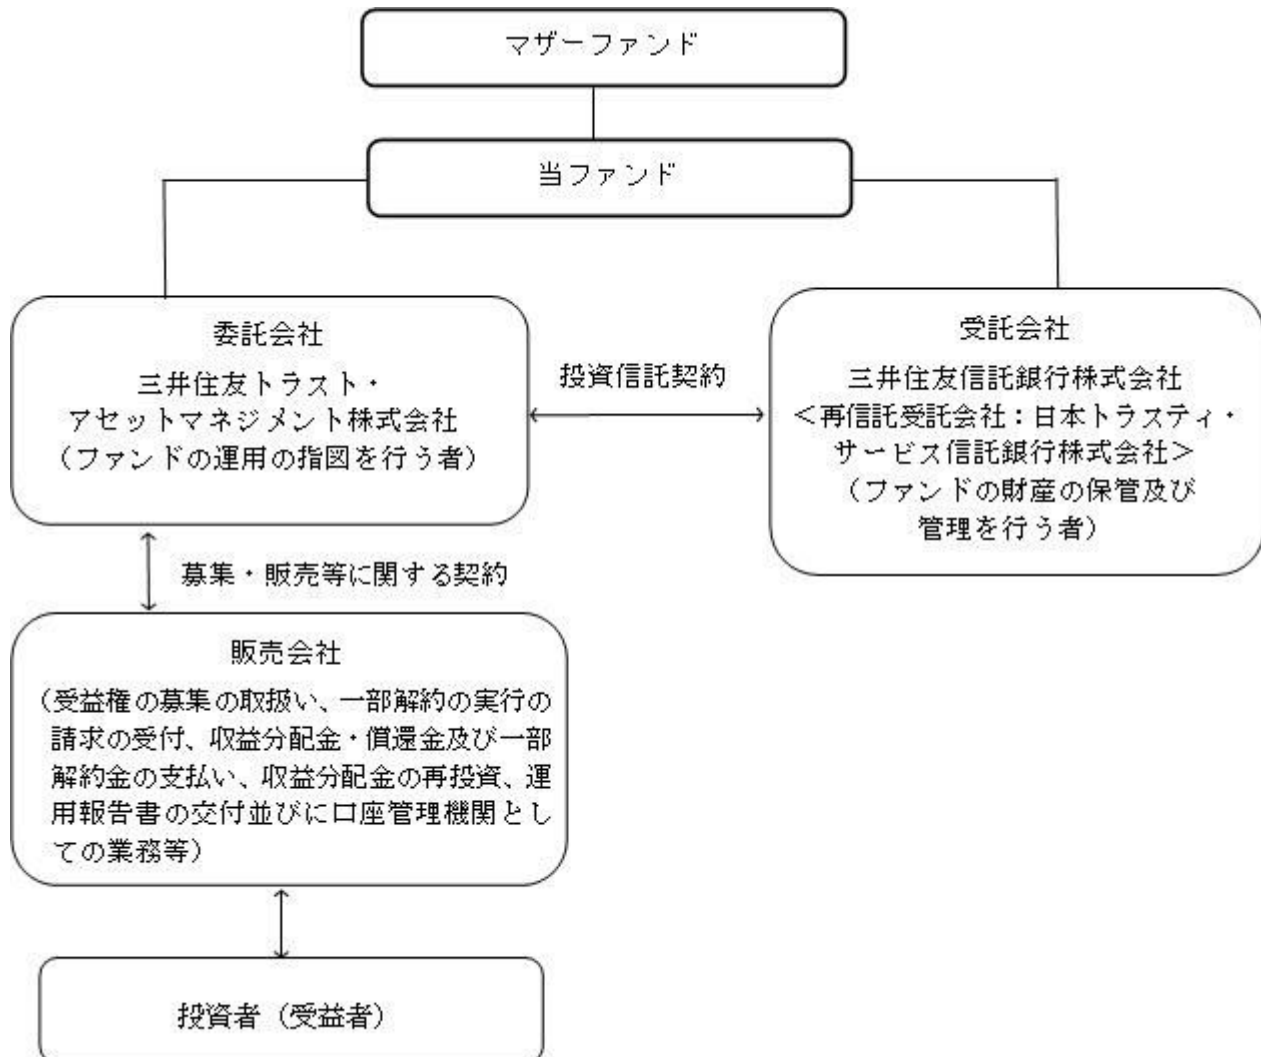 マザーファンド
当ファンド
委託会社
三井住友トラスト・
アセットマネジメント株式会社
（ファンドの運用の指図を行う者）
投資信託契約
受託会社
三井住友信託銀行株式会社
＜再信託受託会社：日本トラスティ・
サービス信託銀行株式会社＞
（ファンドの財産の保管及び
管理を行う者）
募集・販売等に関する契約
販売会社
（受益権の募集の取扱い、一部解約の実行の
請求の受付、収益分配金・償還金及び一部
解約金の支払い、収益分配金の再投資、運
用報告書の交付並びに口座管理機関とし
ての業務等）
投資者（受益者）